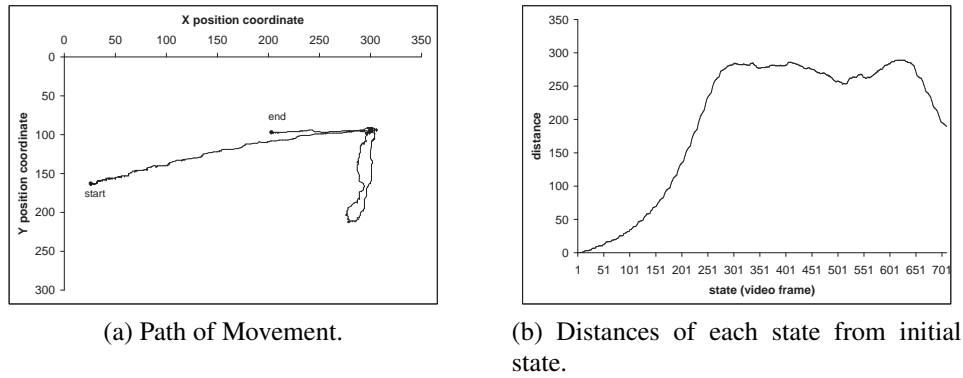 X position coordinate
0 50 100 150 200 250 300 350
0
50
100
150
200
250
300
Y position coordinate
end
start
350
300
250
200
150
100
50
0
distance
1 51 101 151 201 251 301 351 401 451 501 551 601 651 701
state (video frame)
(a) Path of Movement.
(b) Distances of each state from initial
state.